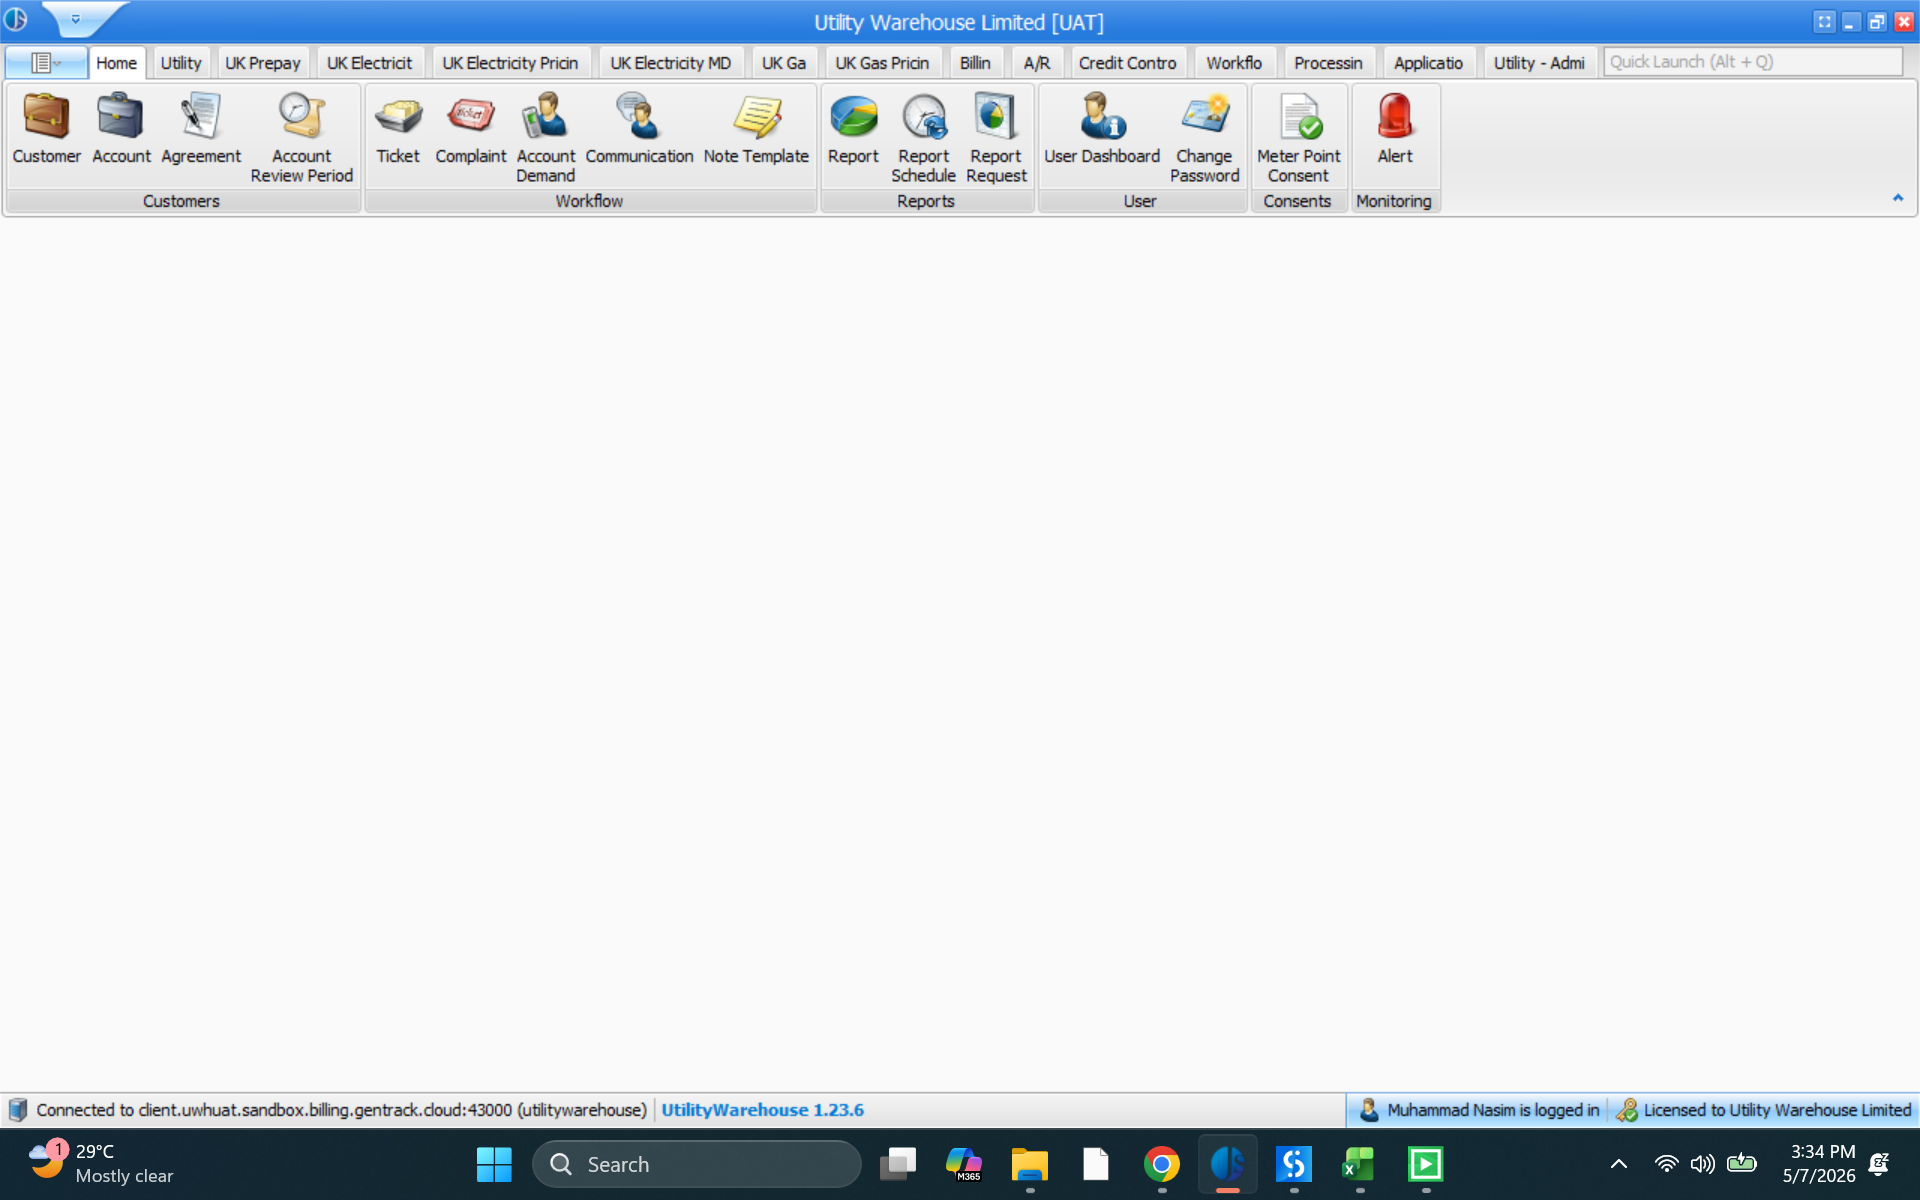 Utility Warehouse Limited [UAT]
Home Utility UK Prepay UK Electricit UK Electricity Pricin UK Electricity MD UK Ga UK Gas Pricin Billin A/R Credit Contro Workflo Processin Applicatio Utility - Admi Quick Launch (Alt + Q)
Customer Account Agreement Account Review Period
Customers
Ticket Complaint Account Demand Communication Note Template
Workflow
Report Report Schedule Report Request
Reports
User Dashboard Change Password
User
Meter Point Consent
Consents
Alert
Monitoring
Connected to client.uwhuat.sandbox.billing.gentrack.cloud:43000 (utilitywarehouse) UtilityWarehouse 1.23.6 Muhammad Nasim is logged in Licensed to Utility Warehouse Limited
1
29°C
Mostly clear
Search
M365
3:34 PM
5/7/2026